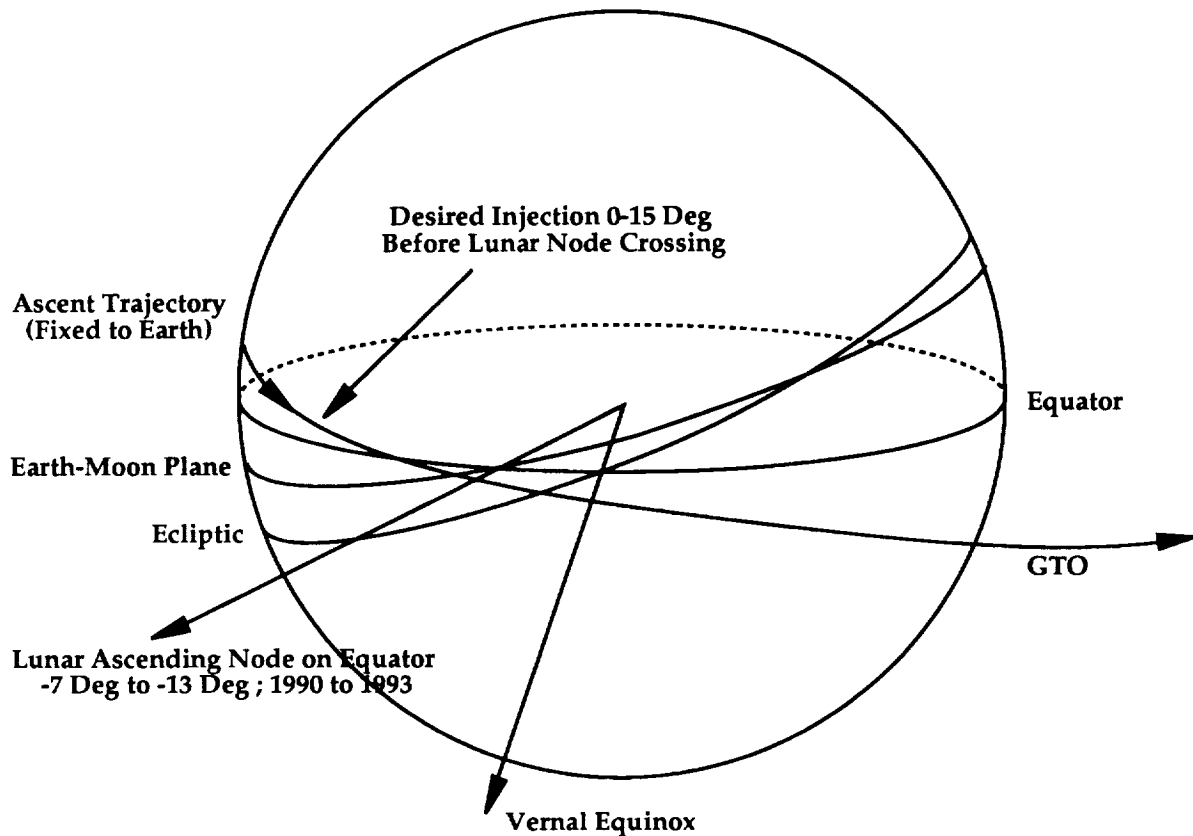 Desired Injection 0-15 Deg
Before Lunar Node Crossing
Ascent Trajectory
(Fixed to Earth)
Equator
Earth-Moon Plane
Ecliptic
GTO
Lunar Ascending Node on Equator
-7 Deg to -13 Deg ; 1990 to 1993
Vernal Equinox